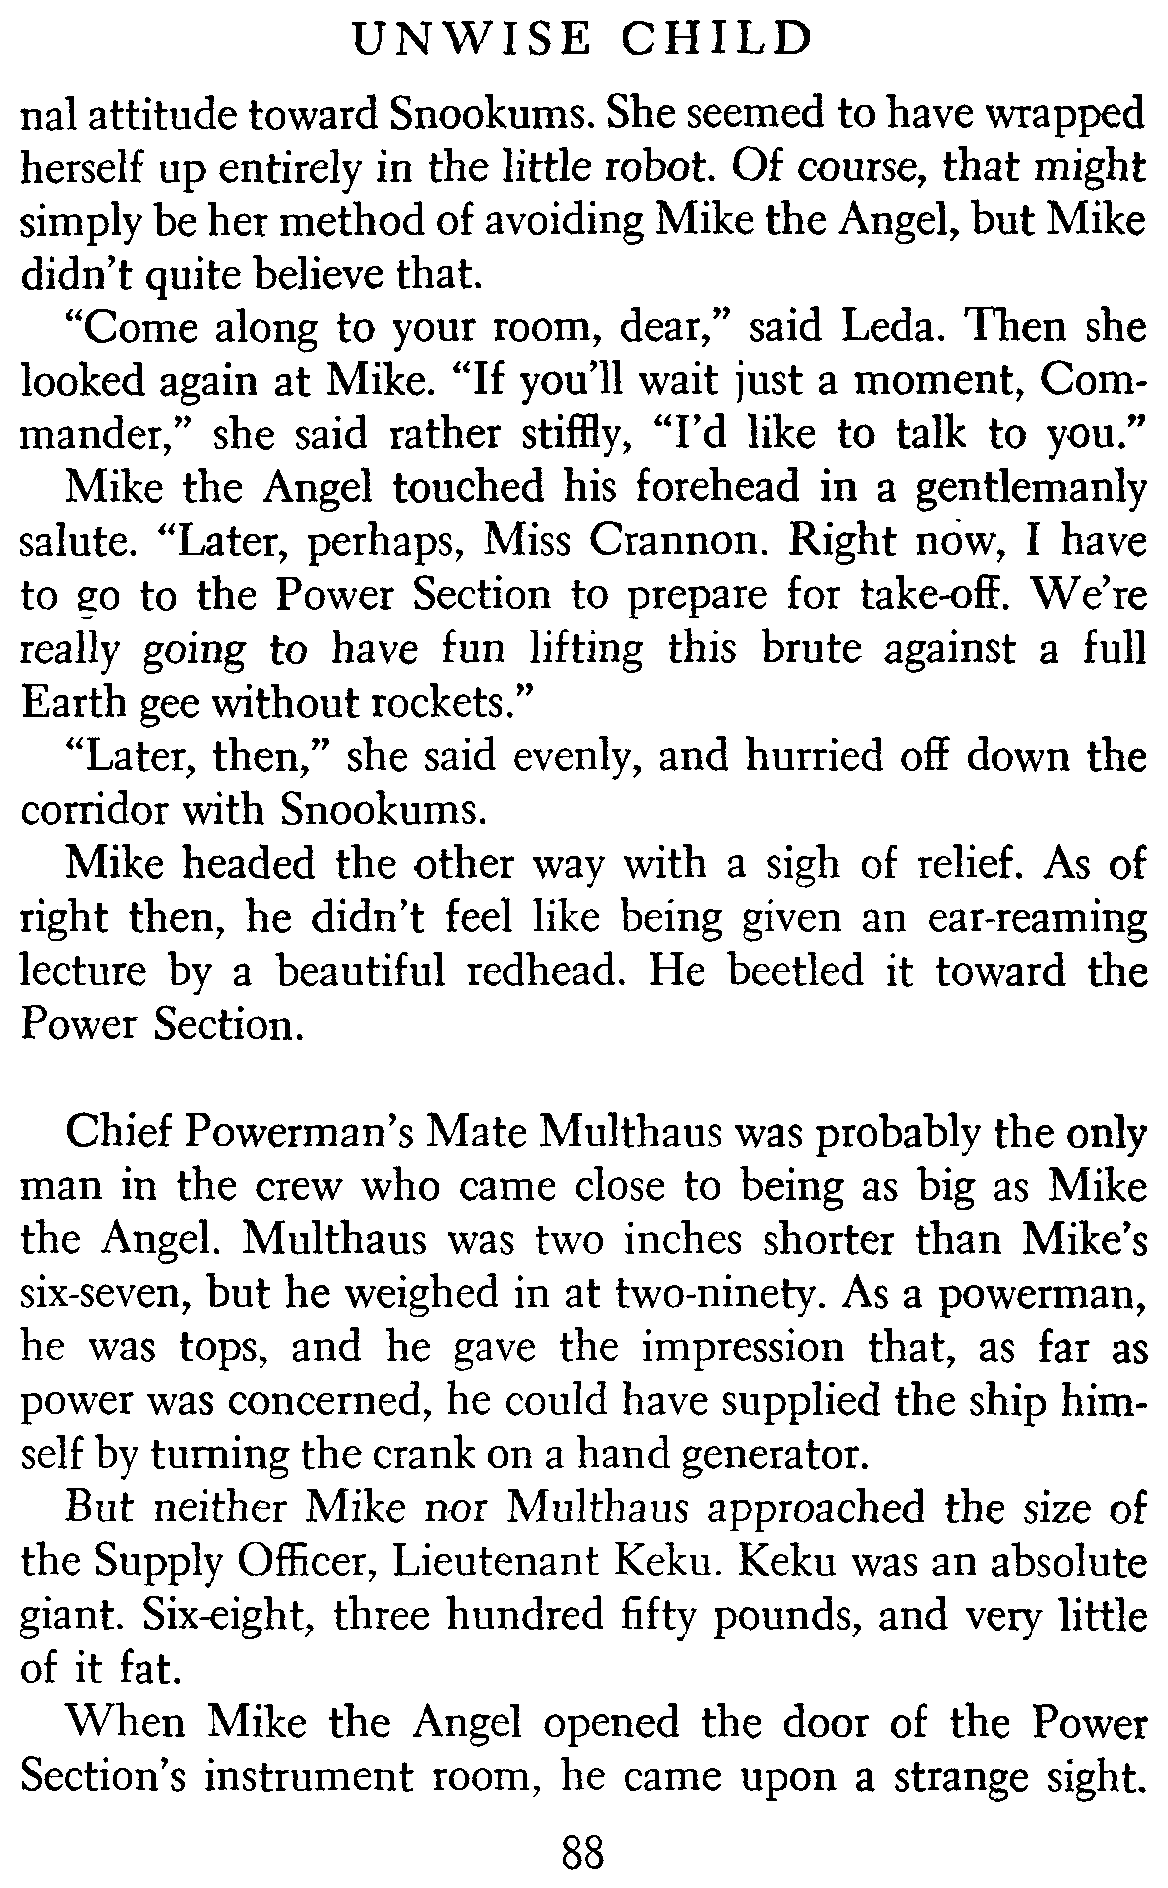 UNWISE CHILD
nal attitude toward Snookums. She seemed to have wrapped
herself up entirely in the little robot. Of course, that might
simply be her method of avoiding Mike the Angel, but Mike
didn't quite believe that.
“Come along to your room, dear,” said Leda. Then she
looked again at Mike. “If you'll wait just a moment, Com-
mander,” she said rather stiffly, “I'd like to talk to you.”
Mike the Angel touched his forehead in a gentlemanly
salute. “Later, perhaps, Miss Crannon. Right now, I have
to go to the Power Section to prepare for take-off. We're
really going to have fun lifting this brute against a full
Earth gee without rockets.”
“Later, then,” she said evenly, and hurried off down the
corridor with Snookums.
Mike headed the other way with a sigh of relief. As of
right then, he didn't feel like being given an ear-reaming
lecture by a beautiful redhead. He beetled it toward the
Power Section.
Chief Powerman's Mate Multhaus was probably the only
man in the crew who came close to being as big as Mike
the Angel. Multhaus was two inches shorter than Mike's
six-seven, but he weighed in at two-ninety. As a powerman,
he was tops, and he gave the impression that, as far as
power was concerned, he could have supplied the ship him-
self by turning the crank on a hand generator.
But neither Mike nor Multhaus approached the size of
the Supply Officer, Lieutenant Keku. Keku was an absolute
giant. Six-eight, three hundred fifty pounds, and very little
of it fat.
When Mike the Angel opened the door of the Power
Section's instrument room, he came upon a strange sight.
88